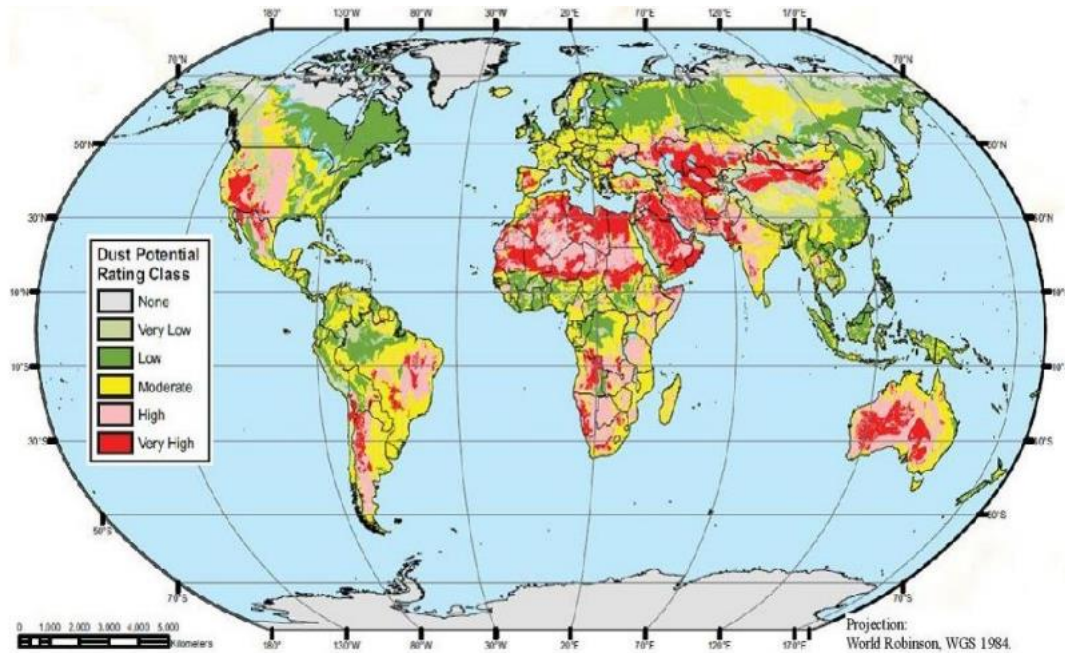 180° 130°W 80°W 30°W 20°E 70°E 120°E 170°E
70°N 70°N
50°N
30°N
Dust Potential
Rating Class
None
Very Low
Low
Moderate
High
Very High
10°N
10°S
30°S
50°S
70°S 70°S
0 1,000 2,000 3,000 4,000 5,000
Kilometers
180° 130°W 80°W 30°W 20°E 70°E 120°E 170°E
Projection:
World Robinson, WGS 1984.